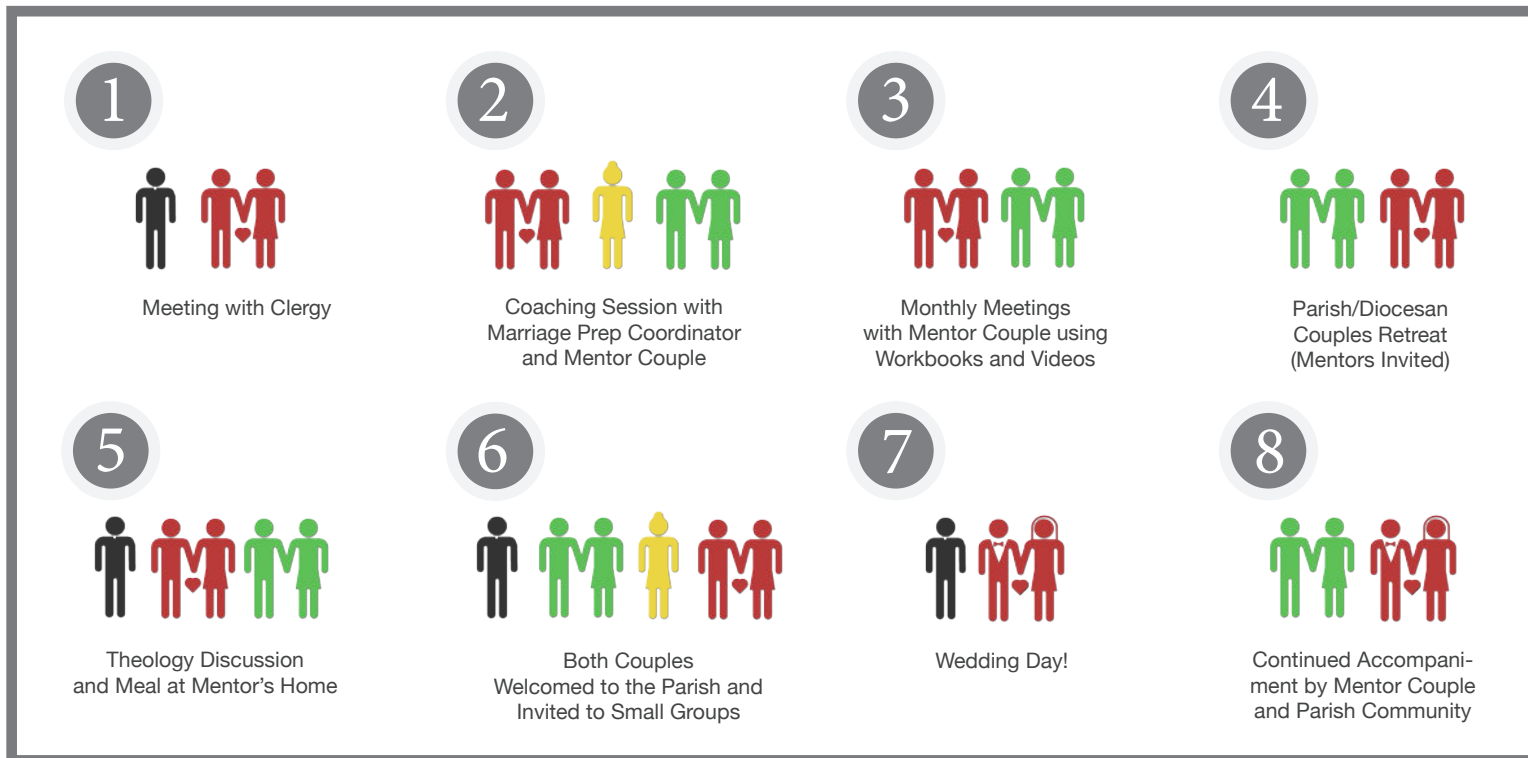 1
Meeting with Clergy
2
Coaching Session with
Marriage Prep Coordinator
and Mentor Couple
3
Monthly Meetings
with Mentor Couple using
Workbooks and Videos
4
Parish/Diocesan
Couples Retreat
(Mentors Invited)
5
Theology Discussion
and Meal at Mentor's Home
6
Both Couples
Welcomed to the Parish and
Invited to Small Groups
7
Wedding Day!
8
Continued Accompani-
ment by Mentor Couple
and Parish Community